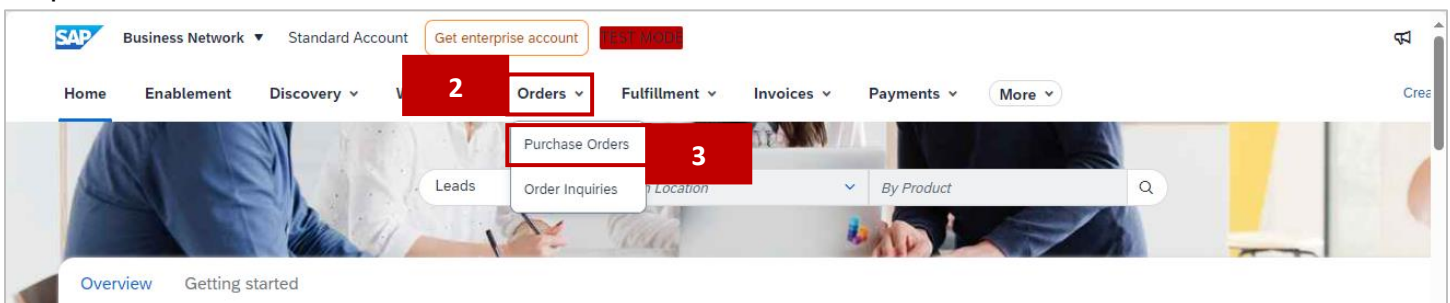 SAP Business Network Standard Account Get enterprise account TEST MODE
Home Enablement Discovery 2 Orders Fulfillment Invoices Payments More Crea
Purchase Orders 3
Leads Order Inquiries Location By Product
Overview Getting started